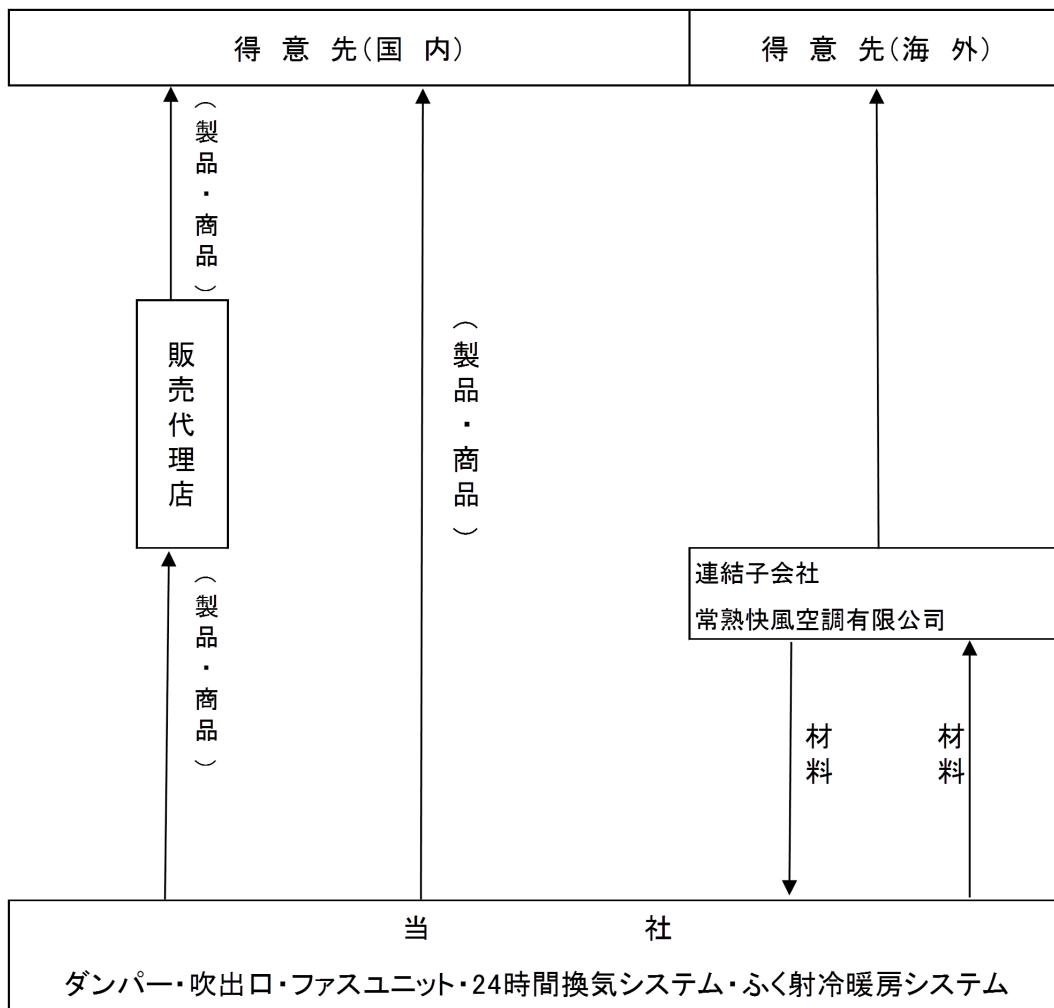 得意先(国内)
得意先(海外)
(製品・商品)
販売代理店
(製品・商品)
(製品・商品)
連結子会社
常熟快風空調有限公司
材料
材料
当社
ダンパー・吹出口・ファスユニット・24時間換気システム・ふく射冷暖房システム